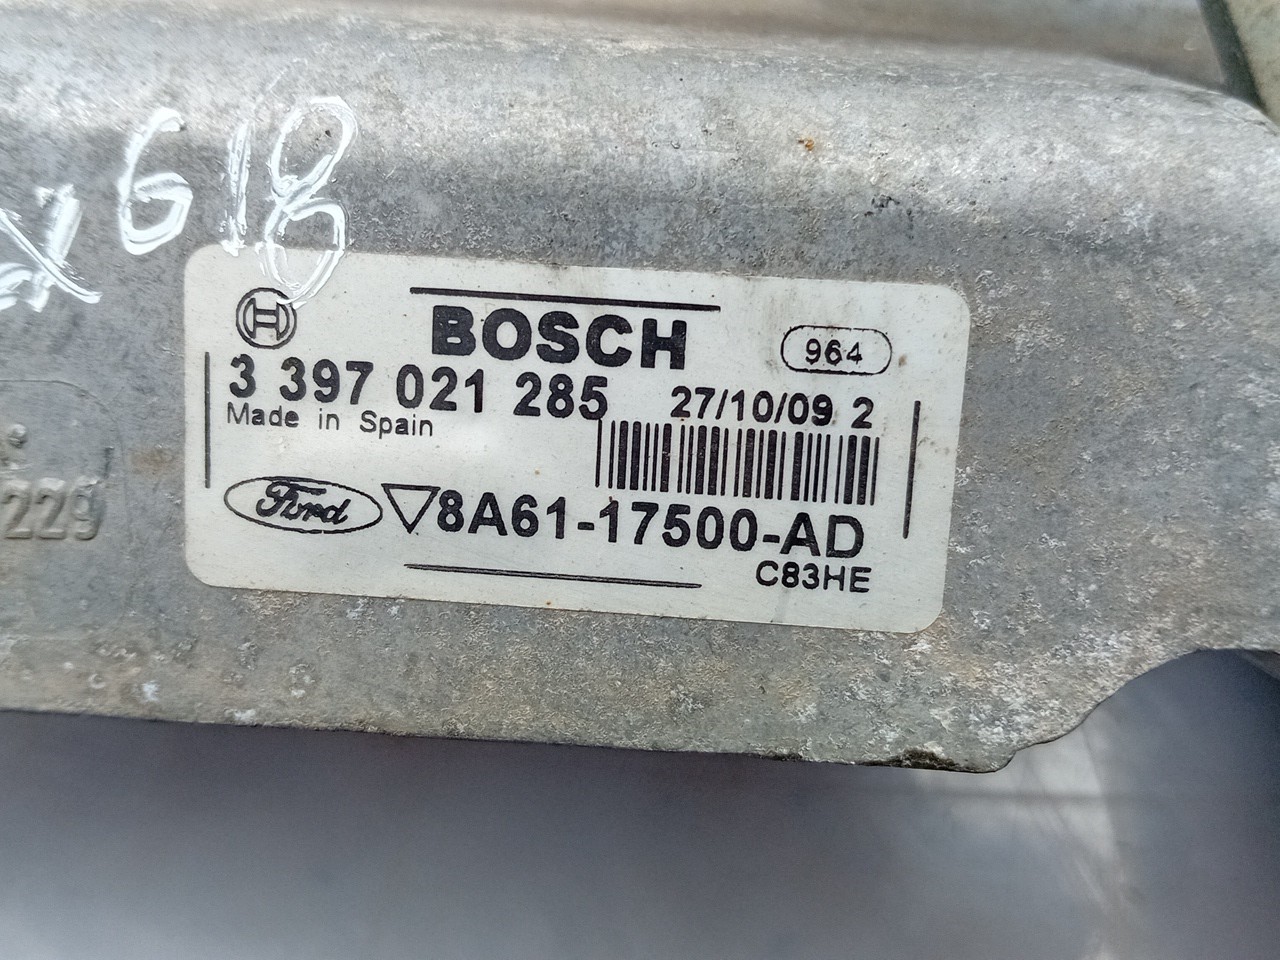 G18
BOSCH
964
3 397 021 285 27/10/09 2
Made in Spain
Ford 8A61-17500-AD
C83HE
229